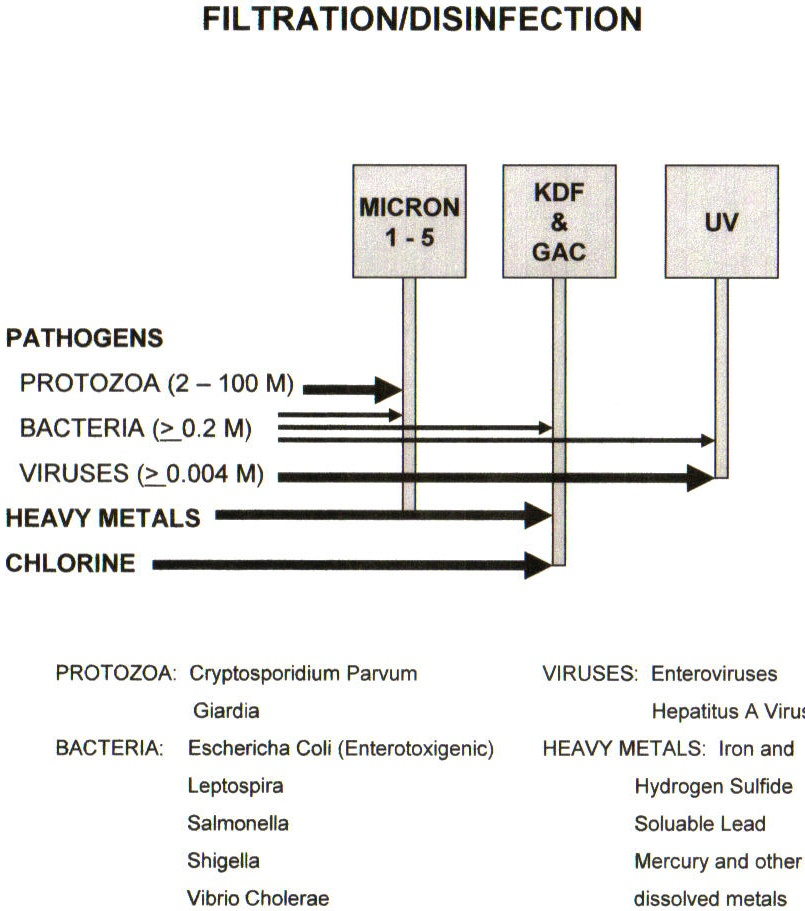 FILTRATION/DISINFECTION
MICRON
1 - 5
KDF
&
GAC
UV
PATHOGENS
PROTOZOA (2 – 100 M)
BACTERIA (≥ 0.2 M)
VIRUSES (≥ 0.004 M)
HEAVY METALS
CHLORINE
PROTOZOA: Cryptosporidium Parvum
Giardia
BACTERIA: Eschericha Coli (Enterotoxigenic)
Leptospira
Salmonella
Shigella
Vibrio Cholerae
VIRUSES: Enteroviruses
Hepatitus A Virus
HEAVY METALS: Iron and
Hydrogen Sulfide
Soluable Lead
Mercury and other
dissolved metals